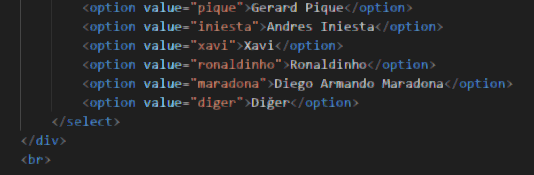 <option value="pique">Gerard Pique</option>
<option value="iniesta">Andres Iniesta</option>
<option value="xavi">Xavi</option>
<option value="ronaldinho">Ronaldinho</option>
<option value="maradona">Diego Armando Maradona</option>
<option value="diger">Diğer</option>
</select>
</div>
<br>